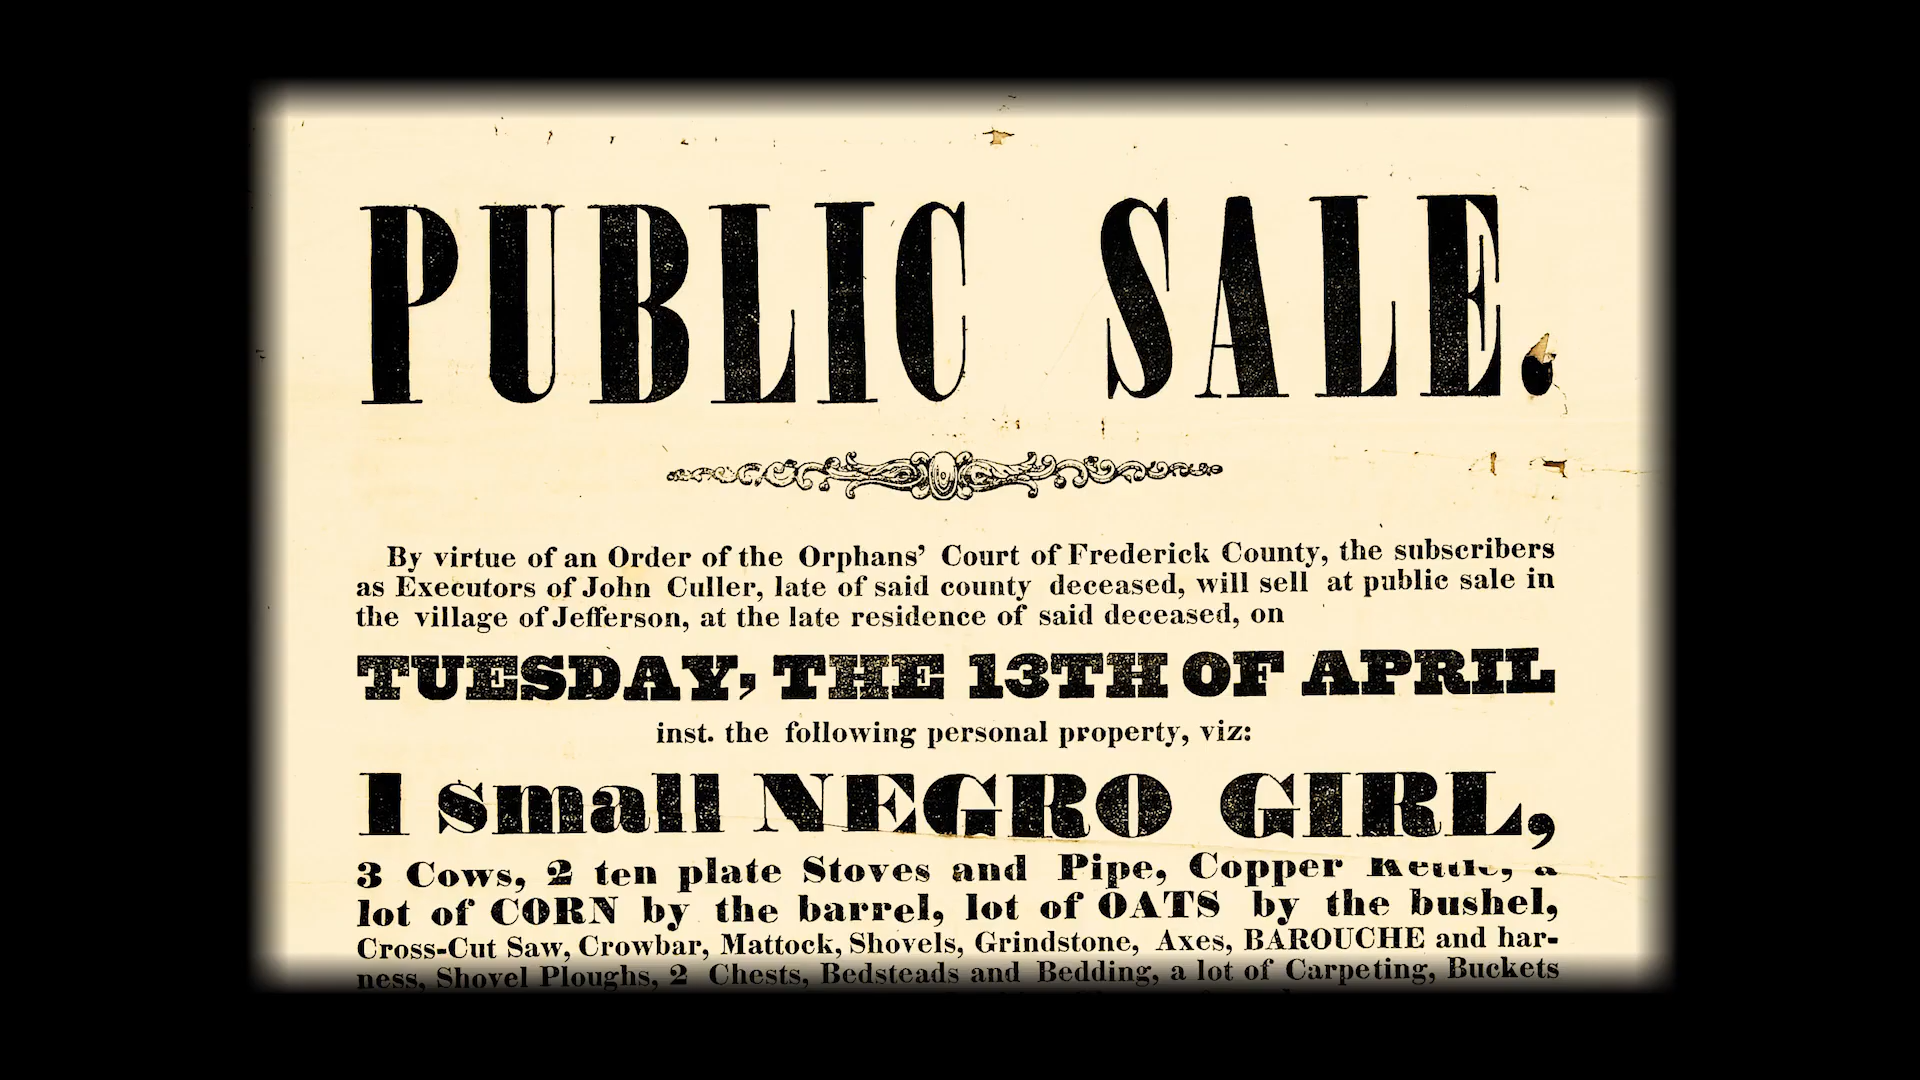 PUBLIC SALE.
By virtue of an Order of the Orphans' Court of Frederick County, the subscribers
as Executors of John Culler, late of said county deceased, will sell at public sale in
the village of Jefferson, at the late residence of said deceased, on
TUESDAY, THE 13TH OF APRIL
inst. the following personal property, viz:
1 small NEGRO GIRL,
3 Cows, 2 ten plate Stoves and Pipe, Copper Kettle, a
lot of CORN by the barrel, lot of OATS by the bushel,
Cross-Cut Saw, Crowbar, Mattock, Shovels, Grindstone, Axes, BAROUCHE and har-
ness, Shovel Ploughs, 2 Chests, Bedsteads and Bedding, a lot of Carpeting, Buckets